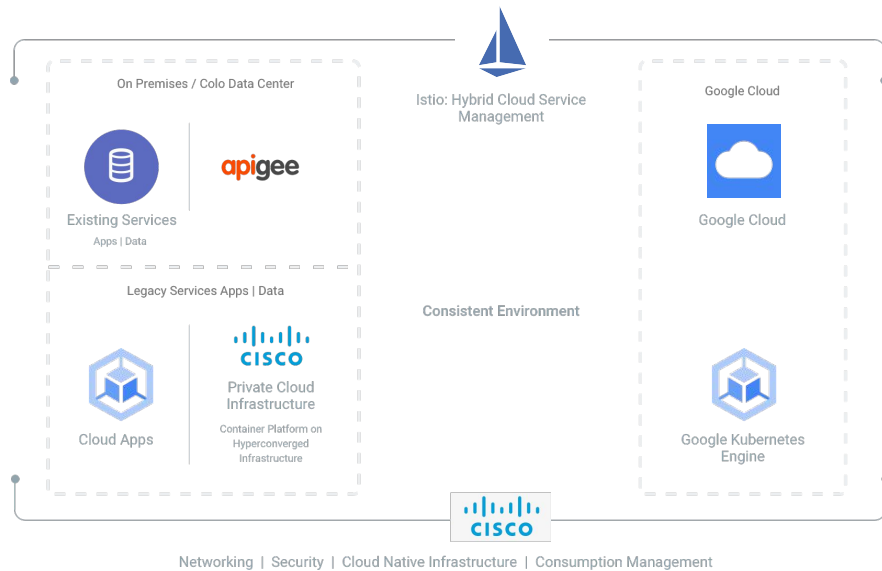 On Premises / Colo Data Center
apigee
Existing Services
Apps | Data
Legacy Services Apps | Data
CISCO
Cloud Apps
Private Cloud
Infrastructure
Container Platform on
Hyperconverged
Infrastructure
Istio: Hybrid Cloud Service
Management
Consistent Environment
Google Cloud
Google Cloud
Google Kubernetes
Engine
CISCO
Networking | Security | Cloud Native Infrastructure | Consumption Management